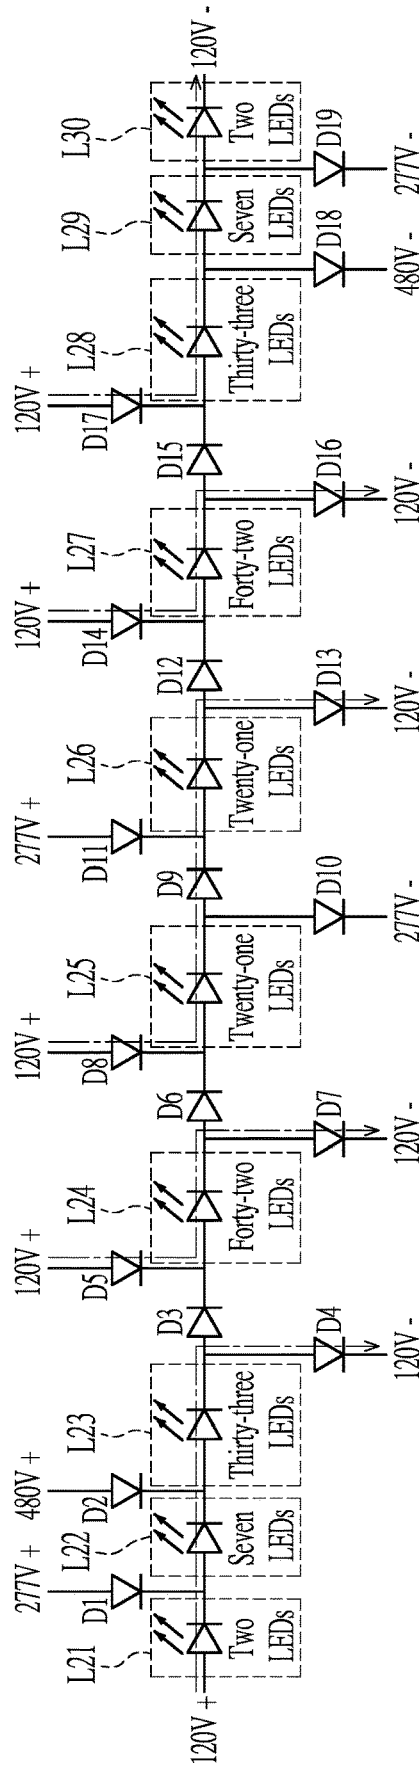 277V +
480V +
120V +
120V +
277V +
120V +
120V +
D1
D2
D5
D8
D11
D14
D17
L21
L22
L23
L24
L25
L26
L27
L28
L29
L30
120V +
D3
D6
D9
D12
D15
120V -
Two
LEDs
Seven
LEDs
Thirty-three
LEDs
Forty-two
LEDs
Twenty-one
LEDs
Twenty-one
LEDs
Forty-two
LEDs
Thirty-three
LEDs
Seven
LEDs
Two
LEDs
D4
D7
D10
D13
D16
D18
D19
120V -
120V -
277V -
120V -
120V -
480V -
277V -